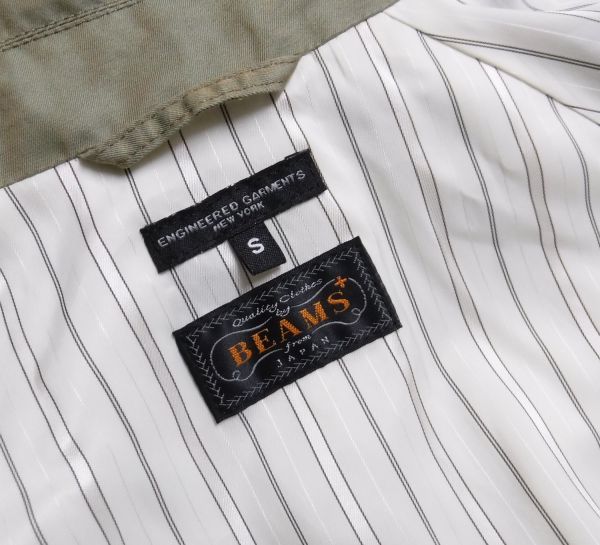 ENGINEERED GARMENTS
NEW YORK
S
Quality Clothes
by
BEAMS+
from
JAPAN